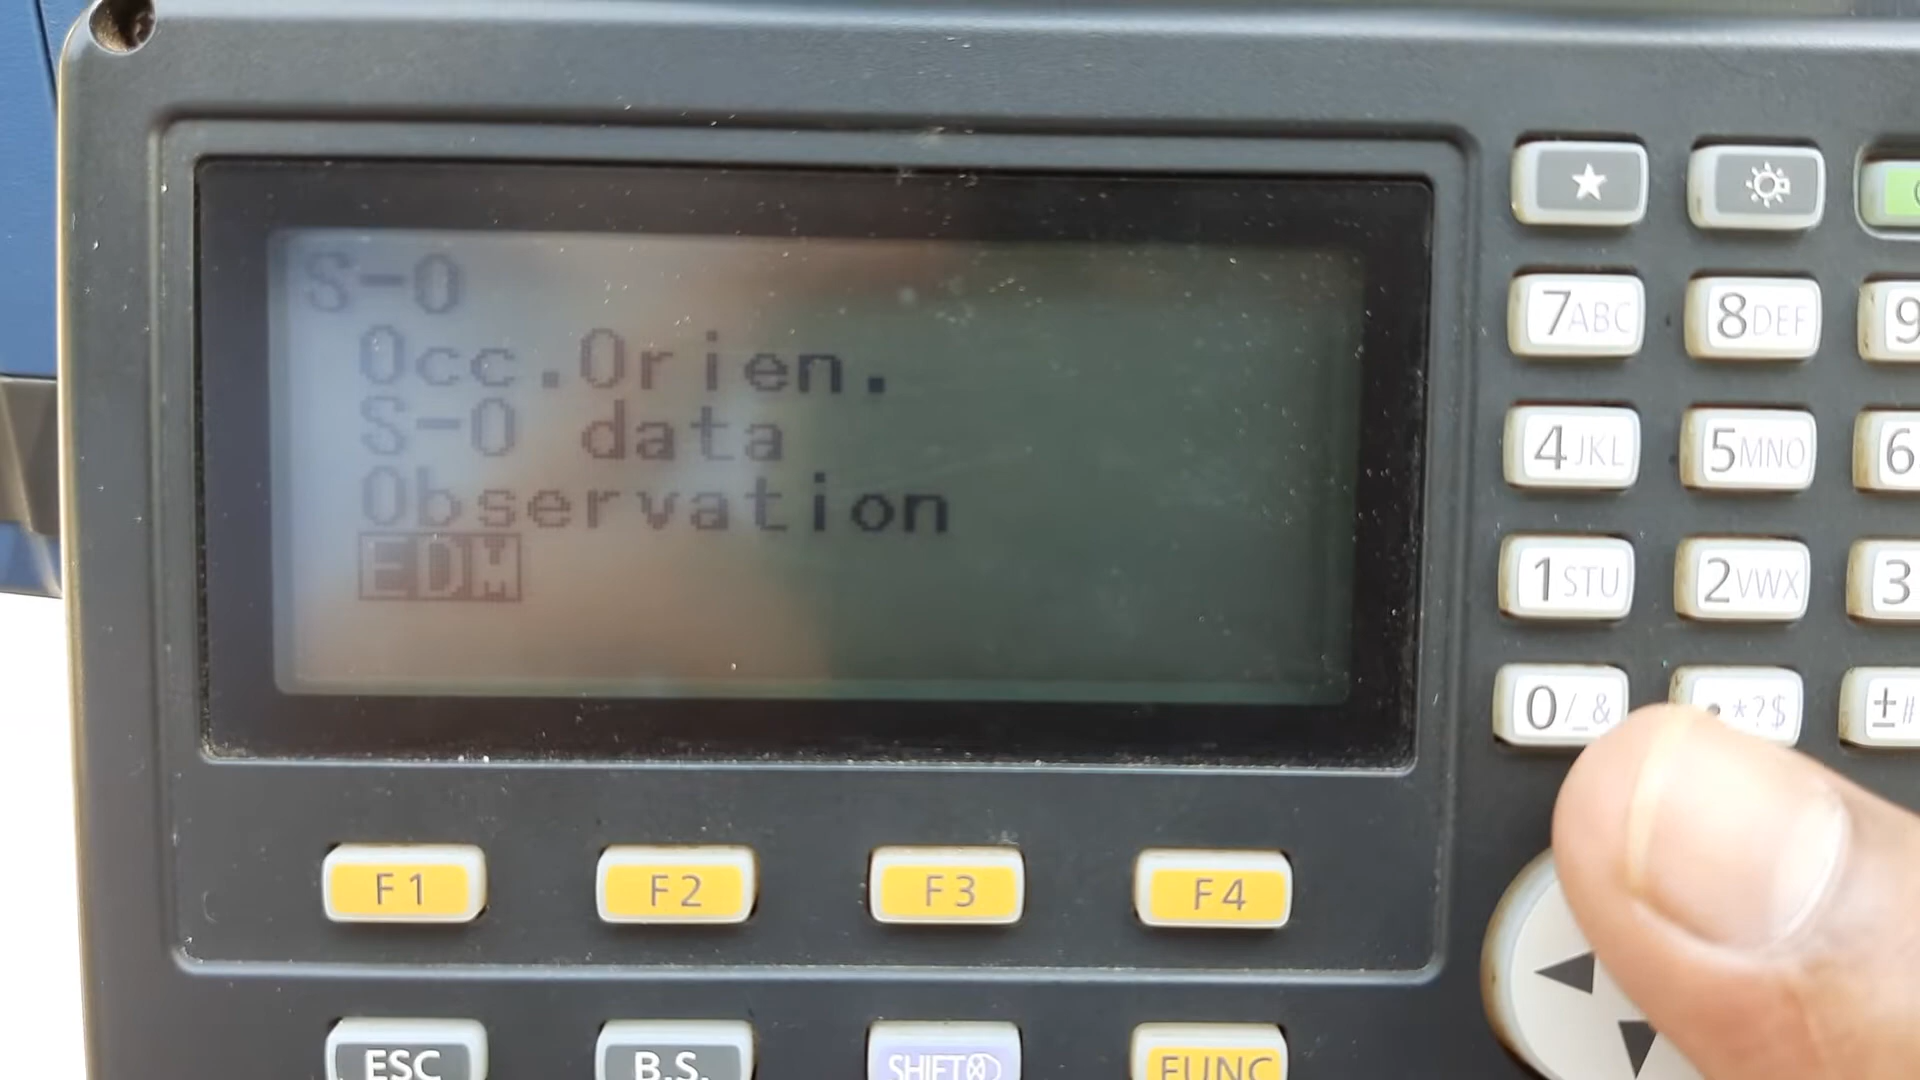 S-O
Occ.Orien.
S-O data
Observation
EDM
7ABC 8DEF 9
4JKL 5MNO 6
1STU 2VWX 3
0/_& .*?$ ±#
F1 F2 F3 F4
ESC B.S. SHIFT FUNC